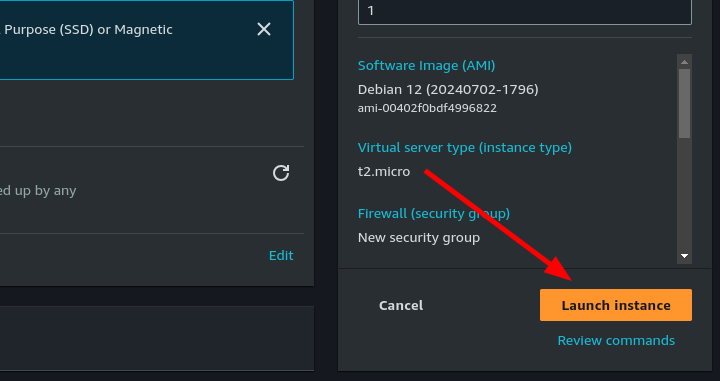 Purpose (SSD) or Magnetic
ed up by any
Edit
1
Software Image (AMI)
Debian 12 (20240702-1796)
ami-00402f0bdf4996822
Virtual server type (instance type)
t2.micro
Firewall (security group)
New security group
Cancel
Launch instance
Review commands